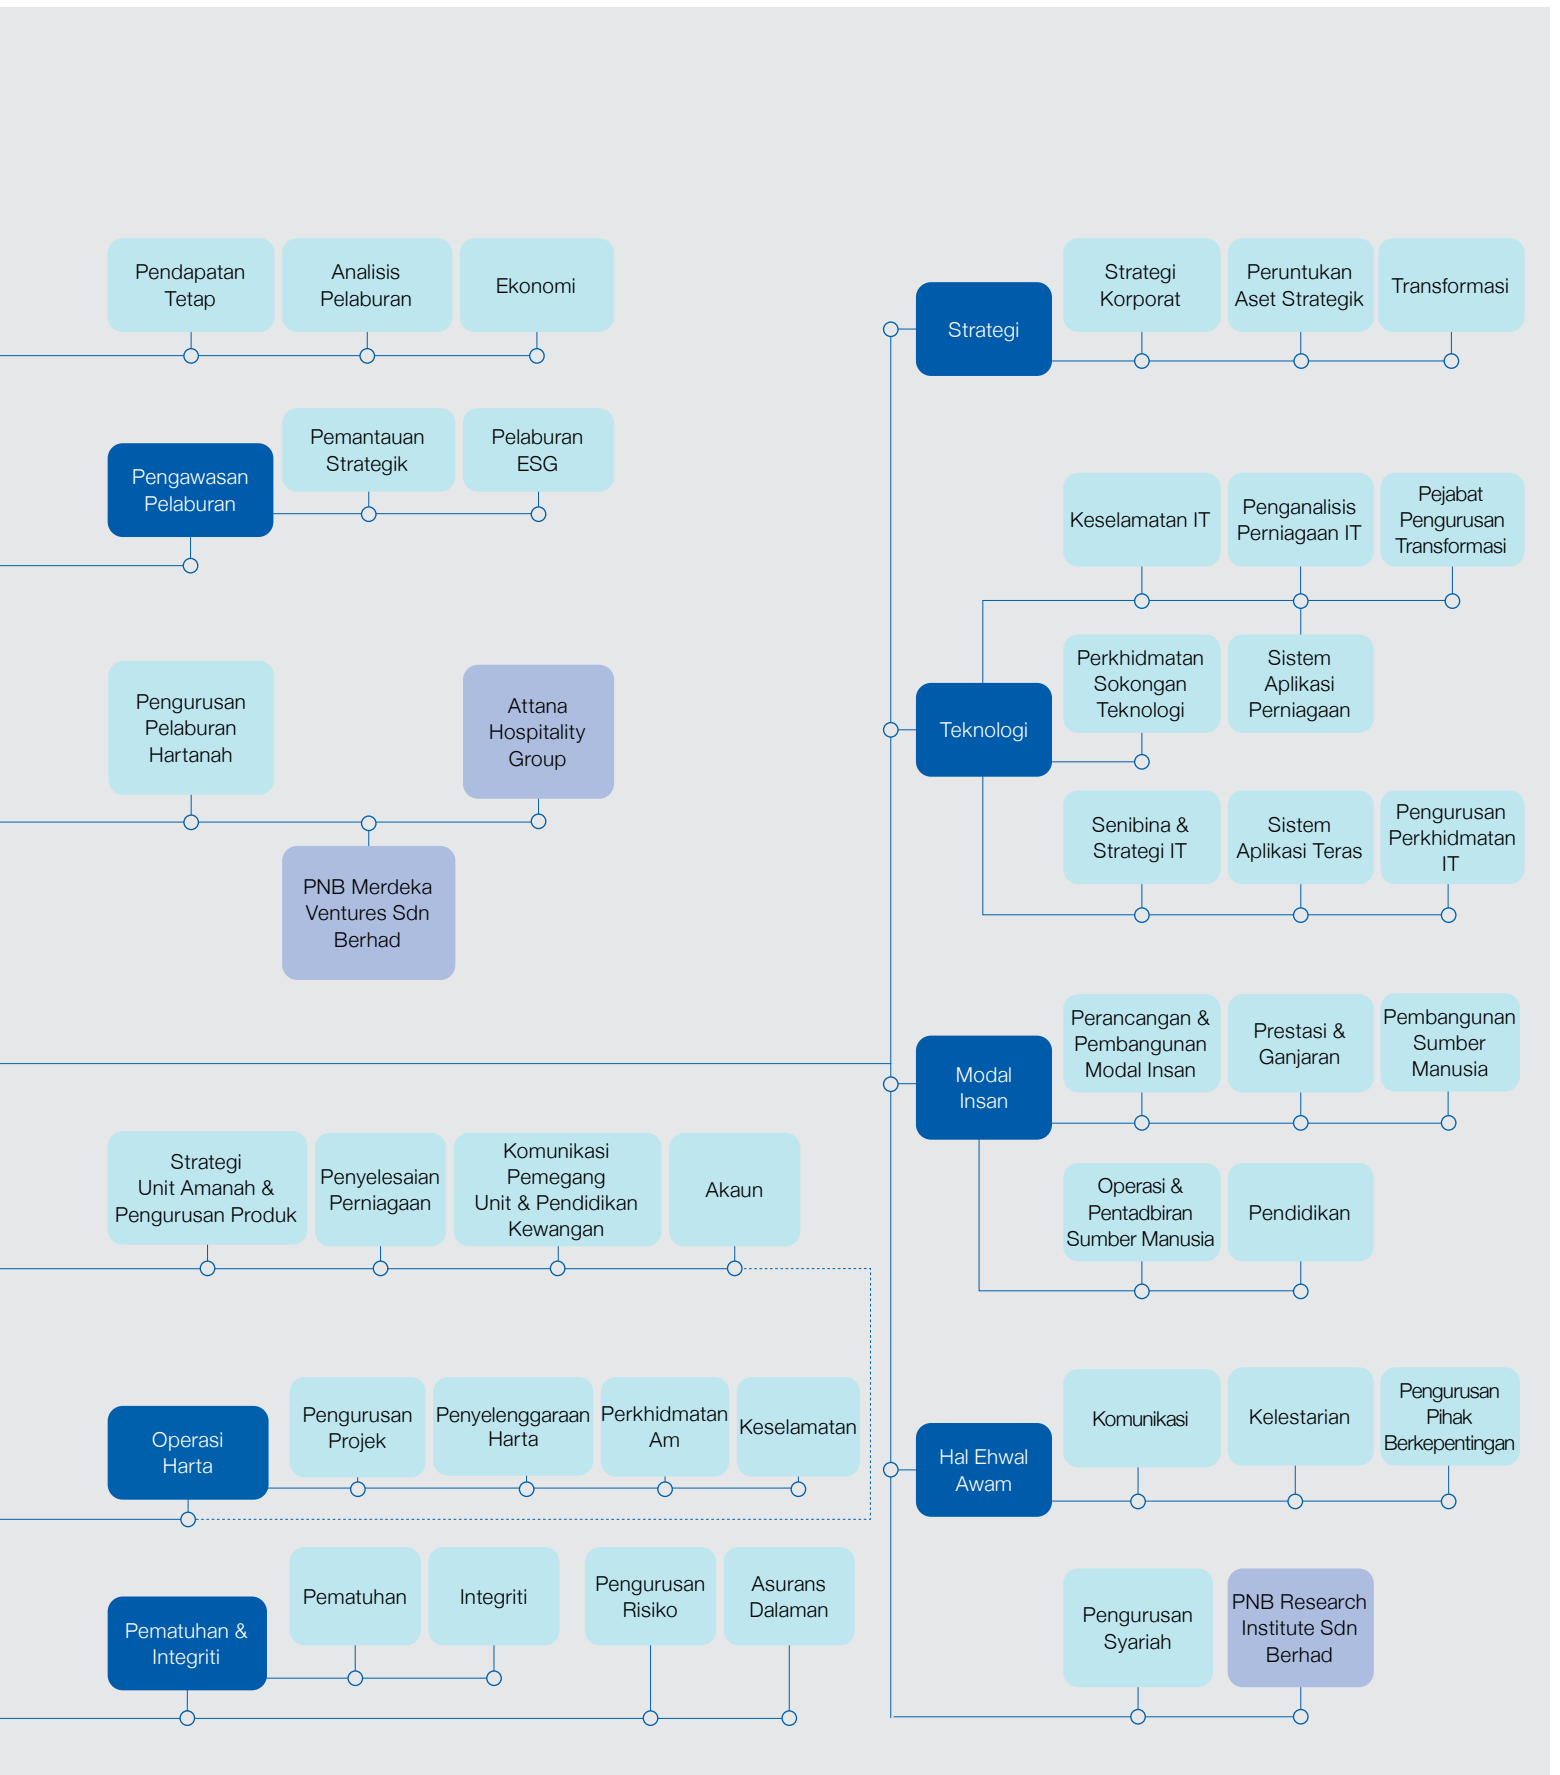 Pendapatan
Tetap
Analisis
Pelaburan
Ekonomi
Pengawasan
Pelaburan
Pemantauan
Strategik
Pelaburan
ESG
Pengurusan
Pelaburan
Hartanah
Attana
Hospitality
Group
PNB Merdeka
Ventures Sdn
Berhad
Strategi
Unit Amanah &
Pengurusan Produk
Penyelesaian
Perniagaan
Komunikasi
Pemegang
Unit & Pendidikan
Kewangan
Akaun
Operasi
Harta
Pengurusan
Projek
Penyelenggaraan
Harta
Perkhidmatan
Am
Keselamatan
Pematuhan &
Integriti
Pematuhan
Integriti
Pengurusan
Risiko
Asurans
Dalaman
Strategi
Strategi
Korporat
Peruntukan
Aset Strategik
Transformasi
Teknologi
Keselamatan IT
Penganalisis
Perniagaan IT
Pejabat
Pengurusan
Transformasi
Perkhidmatan
Sokongan
Teknologi
Sistem
Aplikasi
Perniagaan
Senibina &
Strategi IT
Sistem
Aplikasi Teras
Pengurusan
Perkhidmatan
IT
Modal
Insan
Perancangan &
Pembangunan
Modal Insan
Prestasi &
Ganjaran
Pembangunan
Sumber
Manusia
Operasi &
Pentadbiran
Sumber Manusia
Pendidikan
Hal Ehwal
Awam
Komunikasi
Kelestarian
Pengurusan
Pihak
Berkepentingan
Pengurusan
Syariah
PNB Research
Institute Sdn
Berhad